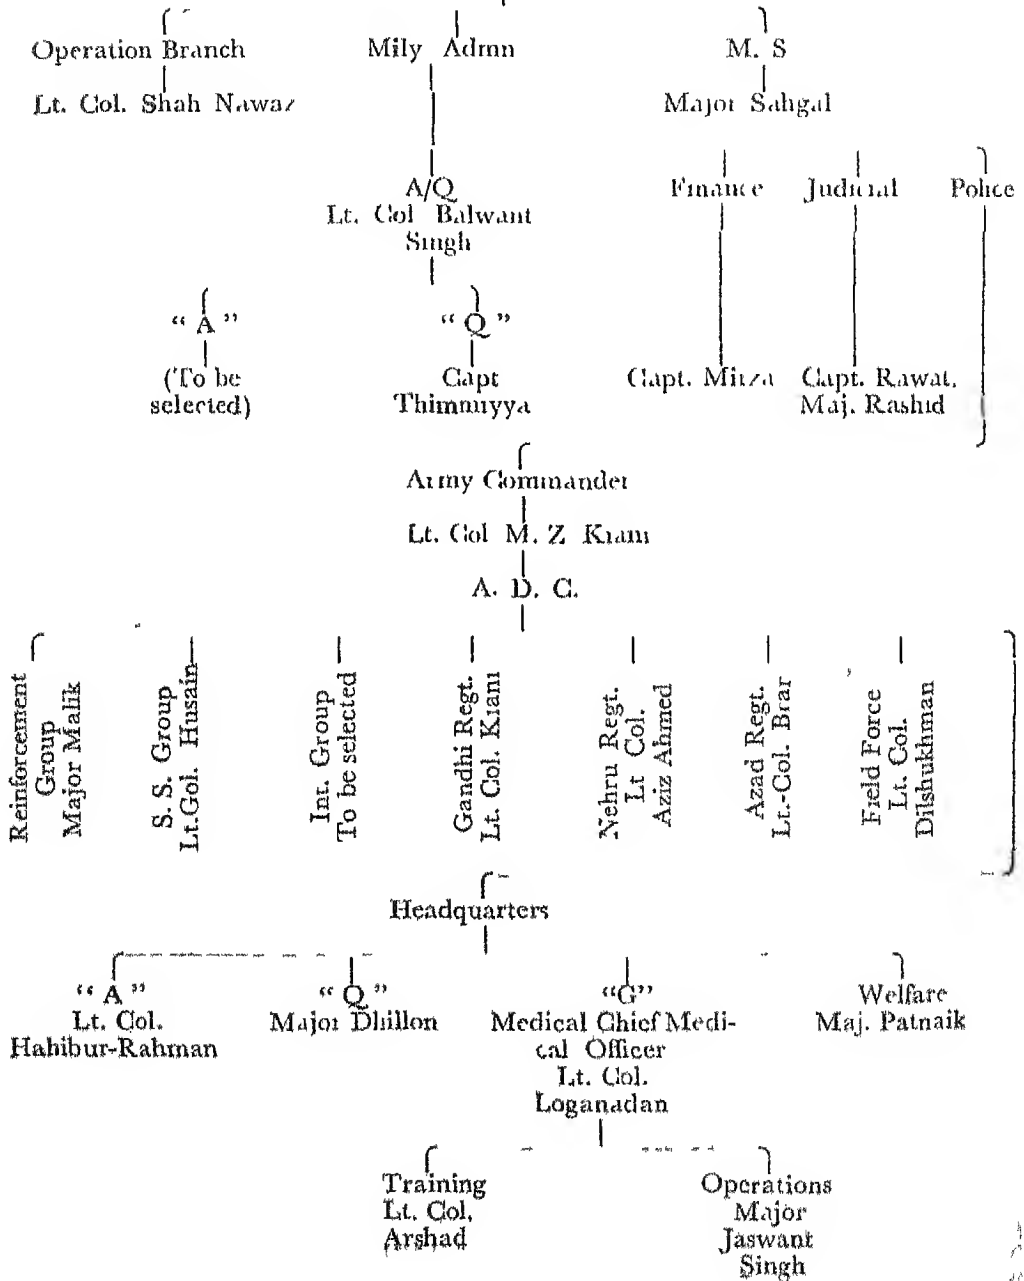 Operation Branch
Mily Admn
M. S
Lt. Col. Shah Nawaz
Major Sahgal
A/Q
Lt. Col Balwant
Singh
Finance
Judicial
Police
" A "
(To be
selected)
" Q "
Capt
Thimmiyya
Capt. Mirza
Capt. Rawat,
Maj. Rashid
Army Commander
Lt. Col M. Z Kiani
A. D. C.
Reinforcement
Group
Major Malik
S. S. Group
Lt.Col. Husain
Int. Group
To be selected
Gandhi Regt.
Lt. Col. Kiani
Nehru Regt.
Lt Col.
Aziz Ahmed
Azad Regt.
Lt.-Col. Brar
Field Force
Lt. Col.
Dilshukhman
Headquarters
" A "
Lt. Col.
Habibur-Rahman
" Q "
Major Dhillon
"G"
Medical Chief Medi-
cal Officer
Lt. Col.
Loganadan
Welfare
Maj. Patnaik
Training
Lt. Col.
Arshad
Operations
Major
Jaswant
Singh